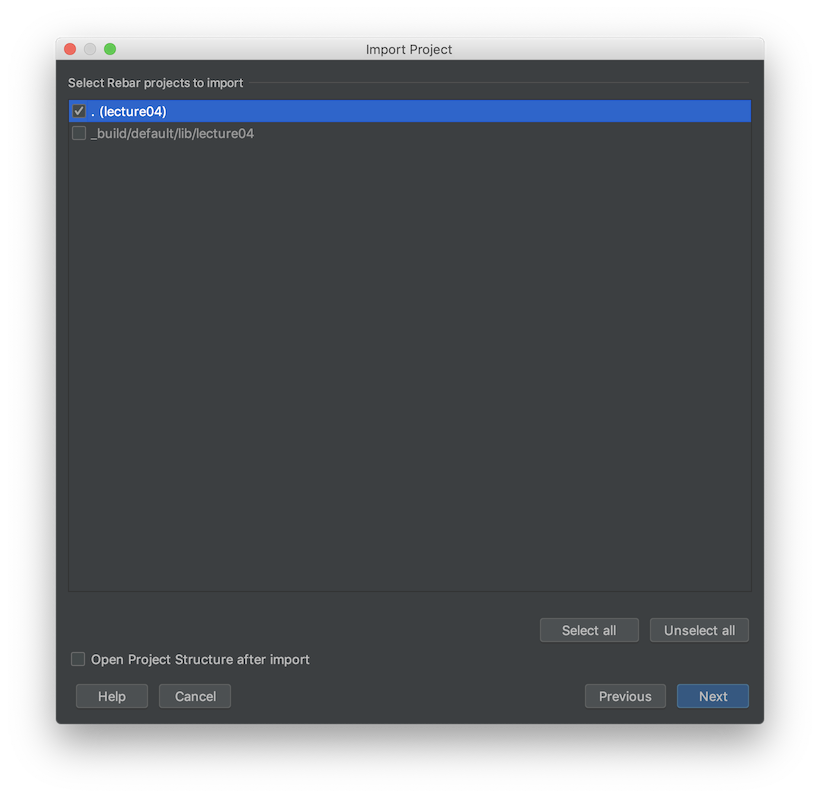 Import Project
Select Rebar projects to import
. (lecture04)
_build/default/lib/lecture04
Select all
Unselect all
Open Project Structure after import
Help
Cancel
Previous
Next